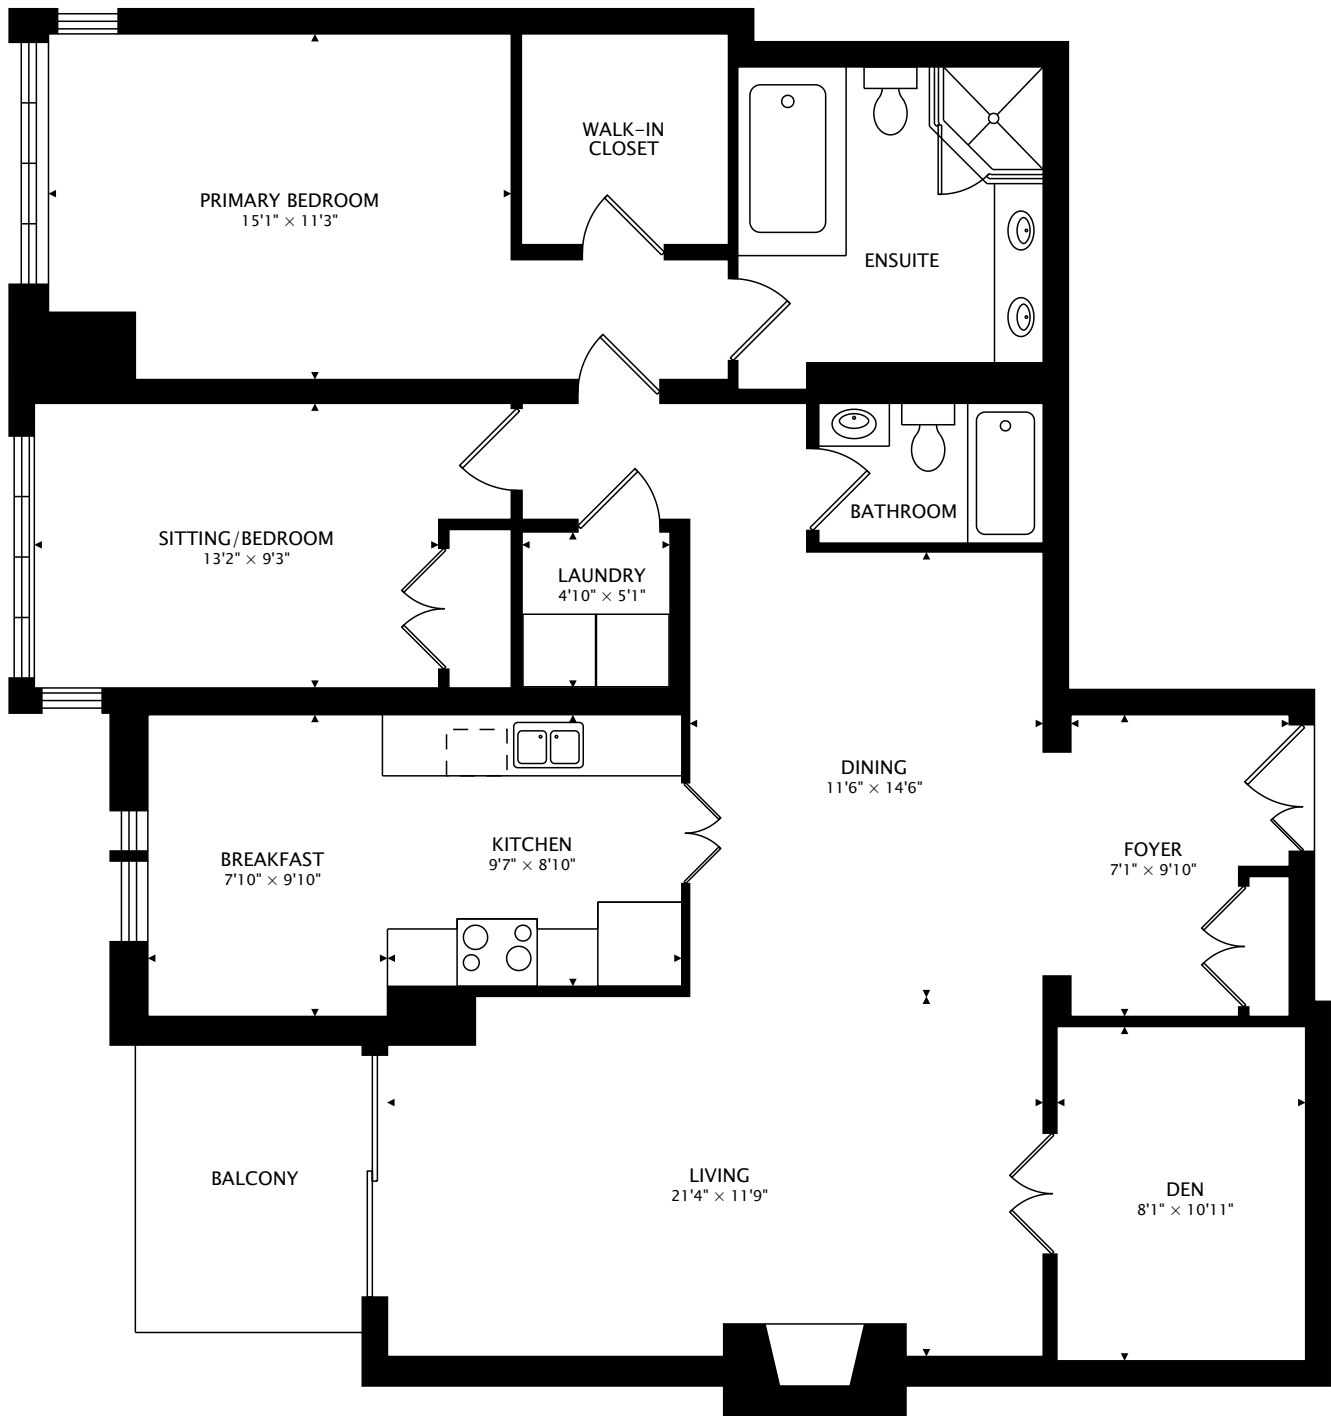 WALK-IN
CLOSET
PRIMARY BEDROOM
15'1" × 11'3"
ENSUITE
BATHROOM
SITTING/BEDROOM
13'2" × 9'3"
LAUNDRY
4'10" × 5'1"
DINING
11'6" × 14'6"
KITCHEN
9'7" × 8'10"
BREAKFAST
7'10" × 9'10"
FOYER
7'1" × 9'10"
BALCONY
LIVING
21'4" × 11'9"
DEN
8'1" × 10'11"